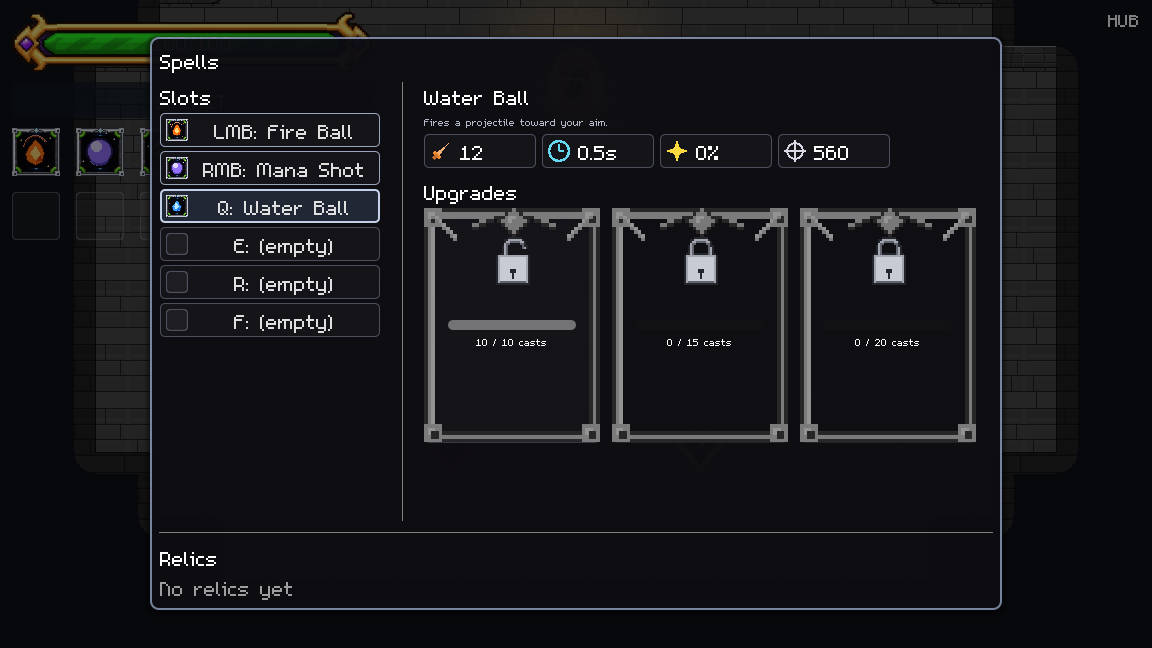 HUB
Spells
Slots
LMB: Fire Ball
RMB: Mana Shot
Q: Water Ball
E: (empty)
R: (empty)
F: (empty)
Water Ball
Fires a projectile toward your aim.
12
0.5s
0%
560
Upgrades
10 / 10 casts
0 / 15 casts
0 / 20 casts
Relics
No relics yet